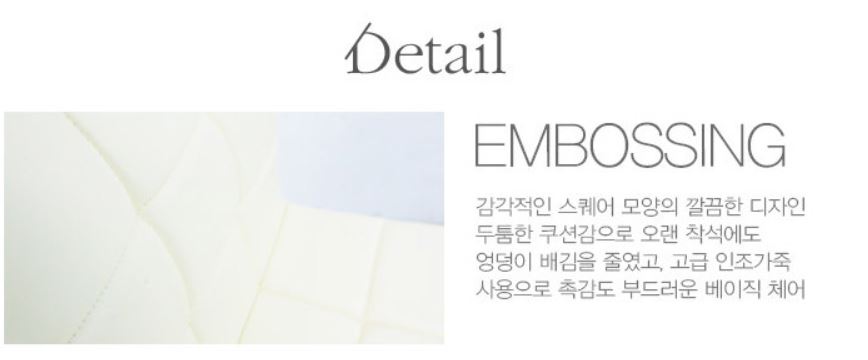 Detail
EMBOSSING
감각적인 스퀘어 모양의 깔끔한 디자인
두툼한 쿠션감으로 오랜 착석에도
엉덩이 배김을 줄였고, 고급 인조가죽
사용으로 촉감도 부드러운 베이직 체어